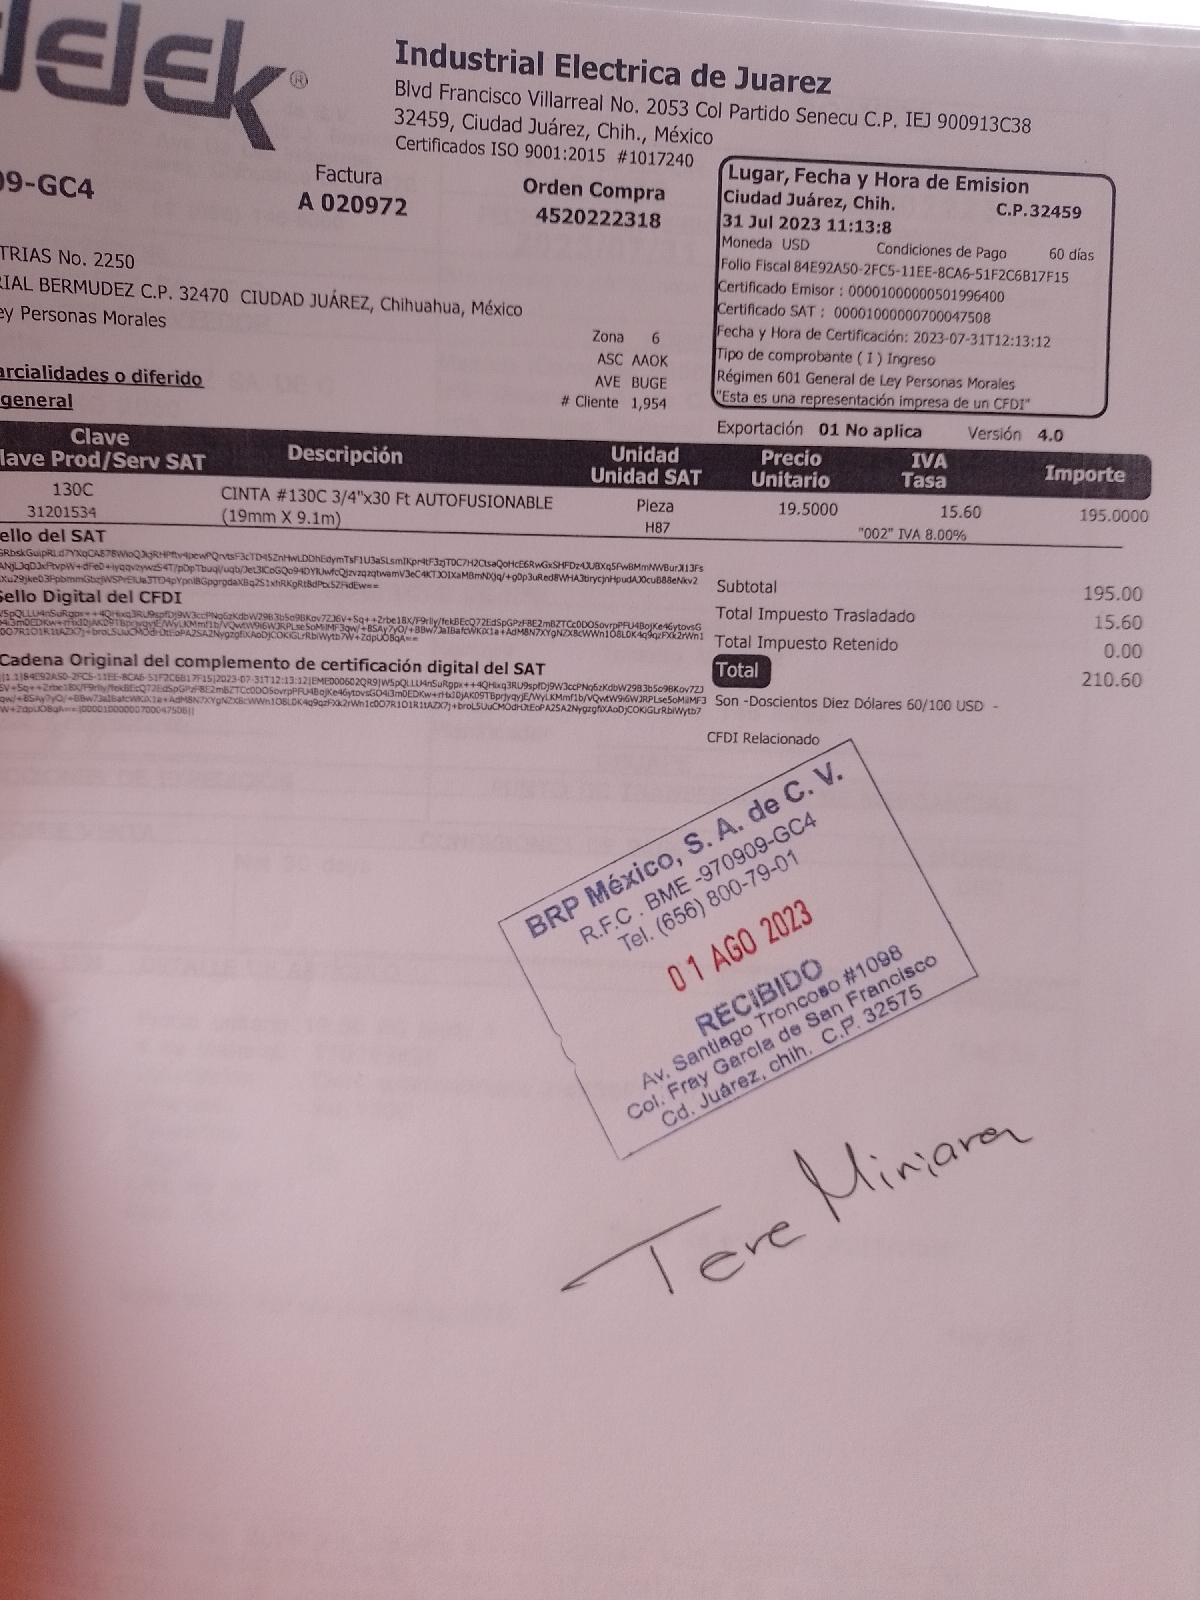 Industrial Electrica de Juarez
Blvd Francisco Villarreal No. 2053 Col Partido Senecu C.P. IEJ 900913C38
32459, Ciudad Juárez, Chih., México
Certificados ISO 9001:2015 #1017240
09-GC4
Factura
A 020972
Orden Compra
4520222318
Lugar, Fecha y Hora de Emision
Ciudad Juárez, Chih. C.P.32459
31 Jul 2023 11:13:8
Moneda USD Condiciones de Pago 60 días
Folio Fiscal 84E92A50-2FC5-11EE-8CA6-51F2C6B17F15
Certificado Emisor : 00001000000501996400
Certificado SAT : 00001000000700047508
Fecha y Hora de Certificación: 2023-07-31T12:13:12
Tipo de comprobante ( I ) Ingreso
Régimen 601 General de Ley Personas Morales
"Esta es una representación impresa de un CFDI"
TRIAS No. 2250
RIAL BERMUDEZ C.P. 32470 CIUDAD JUÁREZ, Chihuahua, México
ey Personas Morales
Zona 6
ASC AAOK
AVE BUGE
# Cliente 1,954
arcialidades o diferido
general
Exportación 01 No aplica Versión 4.0
Clave Descripción Unidad Precio IVA Importe
lave Prod/Serv SAT Unidad SAT Unitario Tasa
130C CINTA #130C 3/4"x30 Ft AUTOFUSIONABLE Pieza 19.5000 15.60 195.0000
31201534 (19mm X 9.1m) H87 "002" IVA 8.00%
ello del SAT
Sello Digital del CFDI
Cadena Original del complemento de certificación digital del SAT
Subtotal 195.00
Total Impuesto Trasladado 15.60
Total Impuesto Retenido 0.00
Total 210.60
Son -Doscientos Diez Dólares 60/100 USD -
CFDI Relacionado
BRP México, S. A. de C. V.
R.F.C . BME -970909-GC4
Tel. (656) 800-79-01
01 AGO 2023
RECIBIDO
Av. Santiago Troncoso #1098
Col. Fray García de San Francisco
Cd. Juárez, chih. C.P. 32575
Tere Minjarez